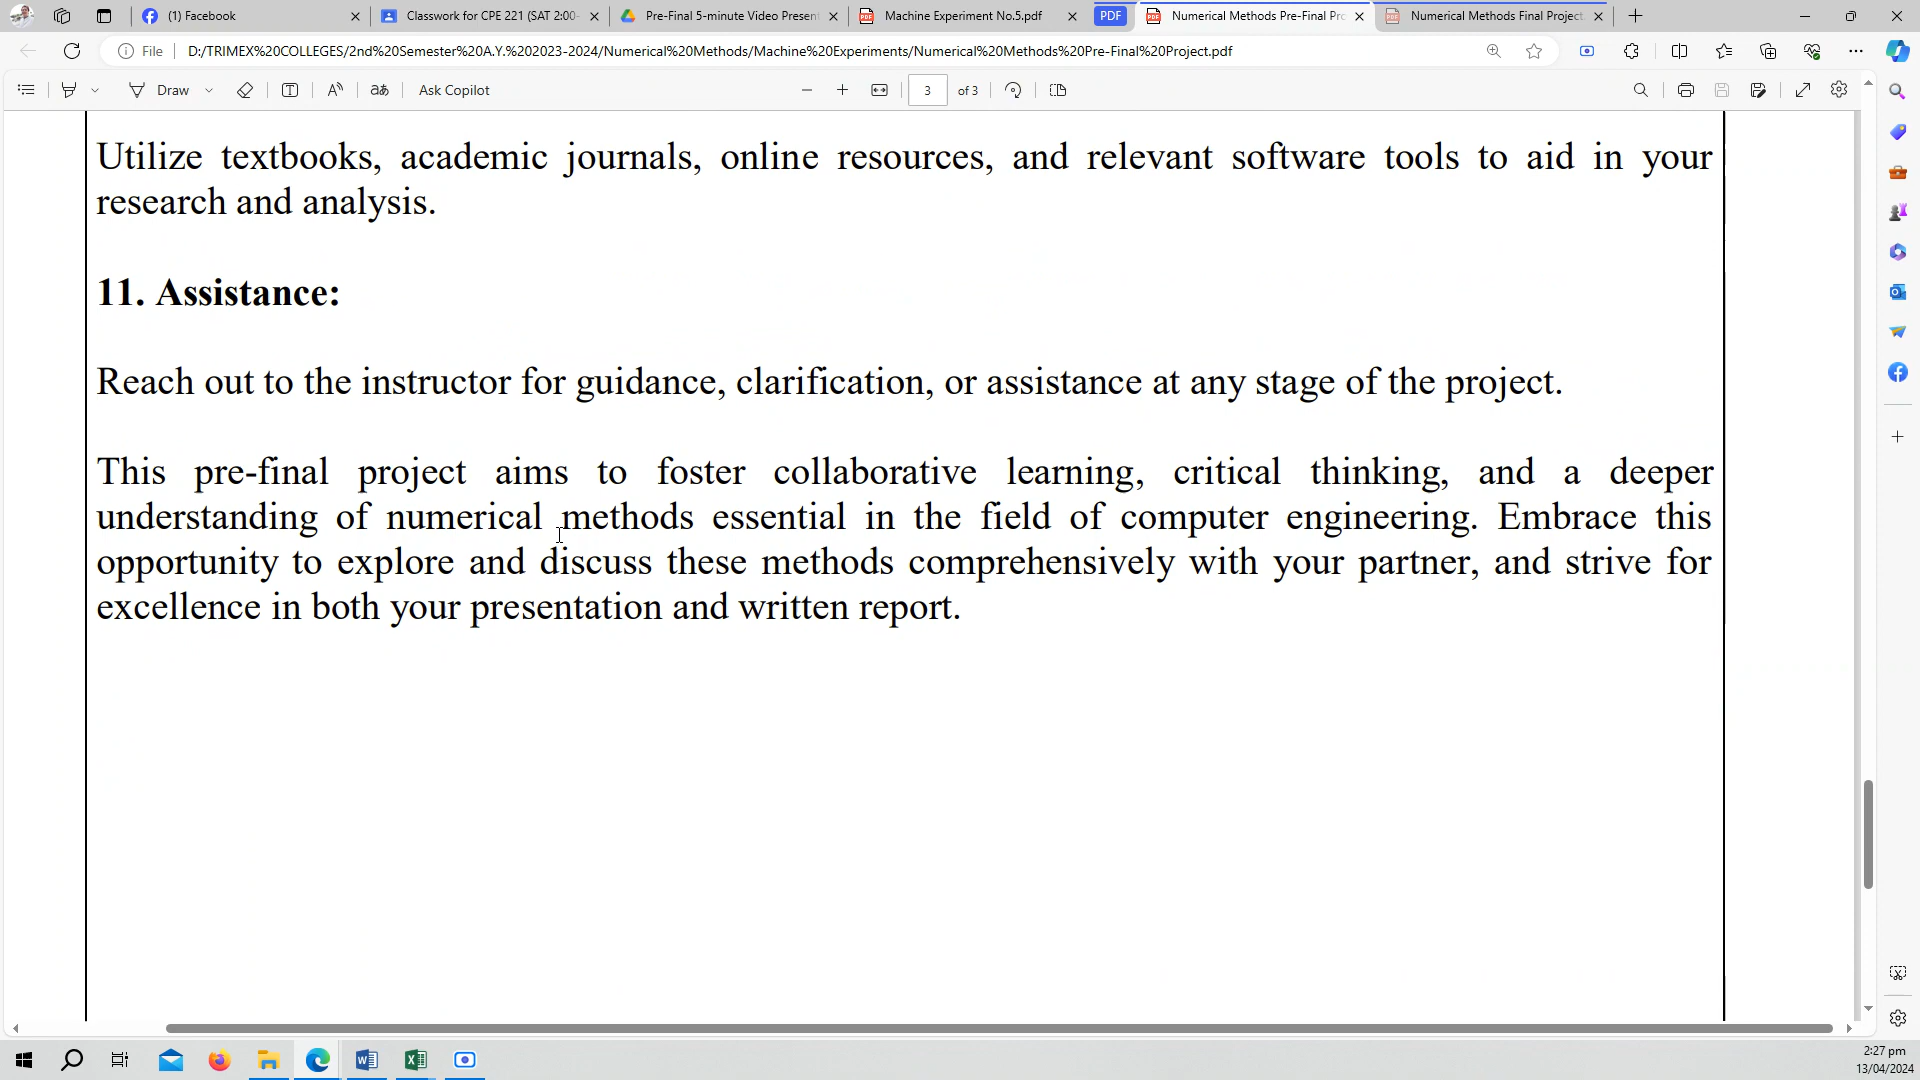 (1) Facebook
Classwork for CPE 221 (SAT 2:00-
Pre-Final 5-minute Video Present
Machine Experiment No.5.pdf
PDF
Numerical Methods Pre-Final Pro
Numerical Methods Final Project.
File
D:/TRIMEX%20COLLEGES/2nd%20Semester%20A.Y.%202023-2024/Numerical%20Methods/Machine%20Experiments/Numerical%20Methods%20Pre-Final%20Project.pdf
Draw
Ask Copilot
3
of 3
Utilize textbooks, academic journals, online resources, and relevant software tools to aid in your
research and analysis.
11. Assistance:
Reach out to the instructor for guidance, clarification, or assistance at any stage of the project.
This pre-final project aims to foster collaborative learning, critical thinking, and a deeper
understanding of numerical methods essential in the field of computer engineering. Embrace this
opportunity to explore and discuss these methods comprehensively with your partner, and strive for
excellence in both your presentation and written report.
2:27 pm
13/04/2024